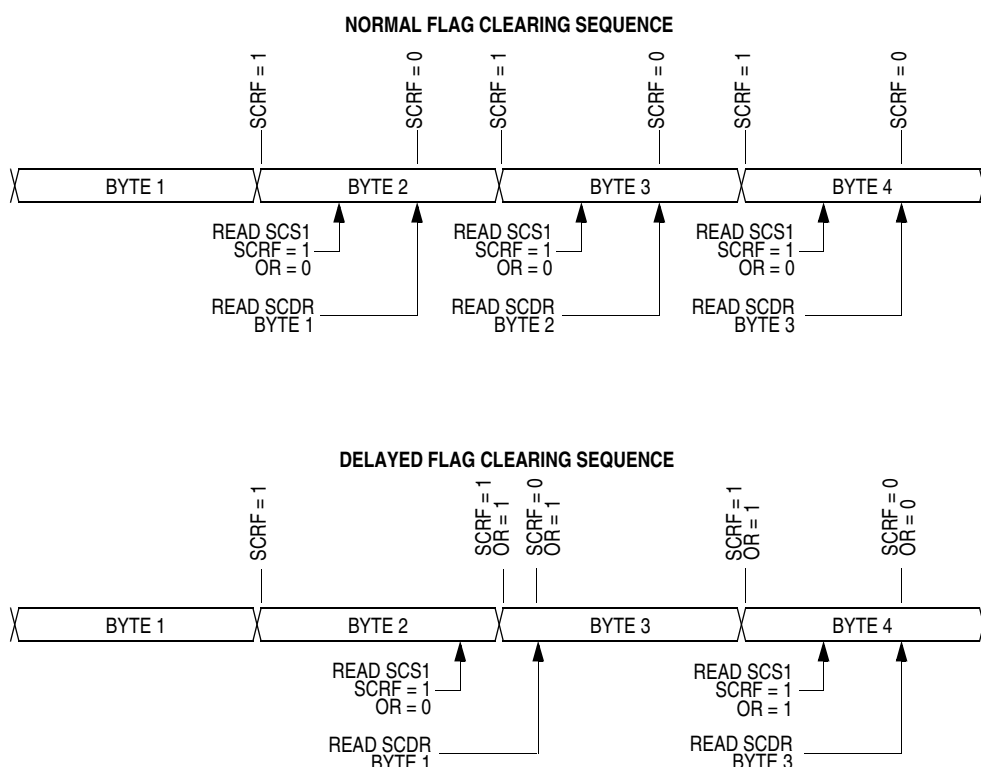 NORMAL FLAG CLEARING SEQUENCE
SCRF = 1
SCRF = 0
SCRF = 1
SCRF = 0
SCRF = 1
SCRF = 0
BYTE 1
BYTE 2
BYTE 3
BYTE 4
READ SCS1
SCRF = 1
OR = 0
READ SCS1
SCRF = 1
OR = 0
READ SCS1
SCRF = 1
OR = 0
READ SCDR
BYTE 1
READ SCDR
BYTE 2
READ SCDR
BYTE 3
DELAYED FLAG CLEARING SEQUENCE
SCRF = 1
SCRF = 1
OR = 1
SCRF = 0
OR = 1
SCRF = 1
OR = 1
SCRF = 0
OR = 0
BYTE 1
BYTE 2
BYTE 3
BYTE 4
READ SCS1
SCRF = 1
OR = 0
READ SCS1
SCRF = 1
OR = 1
READ SCDR
BYTE 1
READ SCDR
BYTE 3